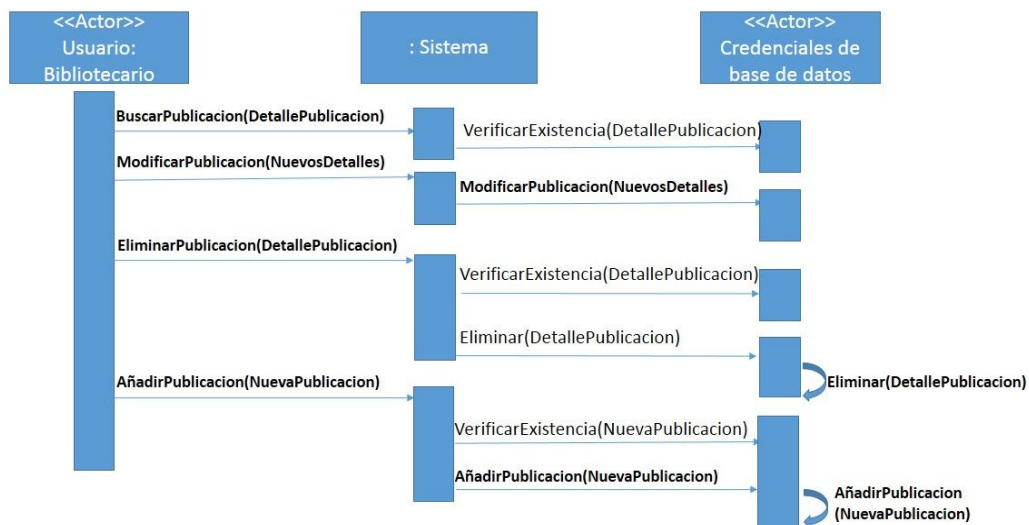 <<Actor>>
Usuario:
Bibliotecario
: Sistema
<<Actor>>
Credenciales de
base de datos
BuscarPublicacion(DetallePublicacion)
VerificarExistencia(DetallePublicacion)
ModificarPublicacion(NuevosDetalles)
ModificarPublicacion(NuevosDetalles)
EliminarPublicacion(DetallePublicacion)
VerificarExistencia(DetallePublicacion)
Eliminar(DetallePublicacion)
Eliminar(DetallePublicacion)
AñadirPublicacion(NuevaPublicacion)
VerificarExistencia(NuevaPublicacion)
AñadirPublicacion(NuevaPublicacion)
AñadirPublicacion
(NuevaPublicacion)